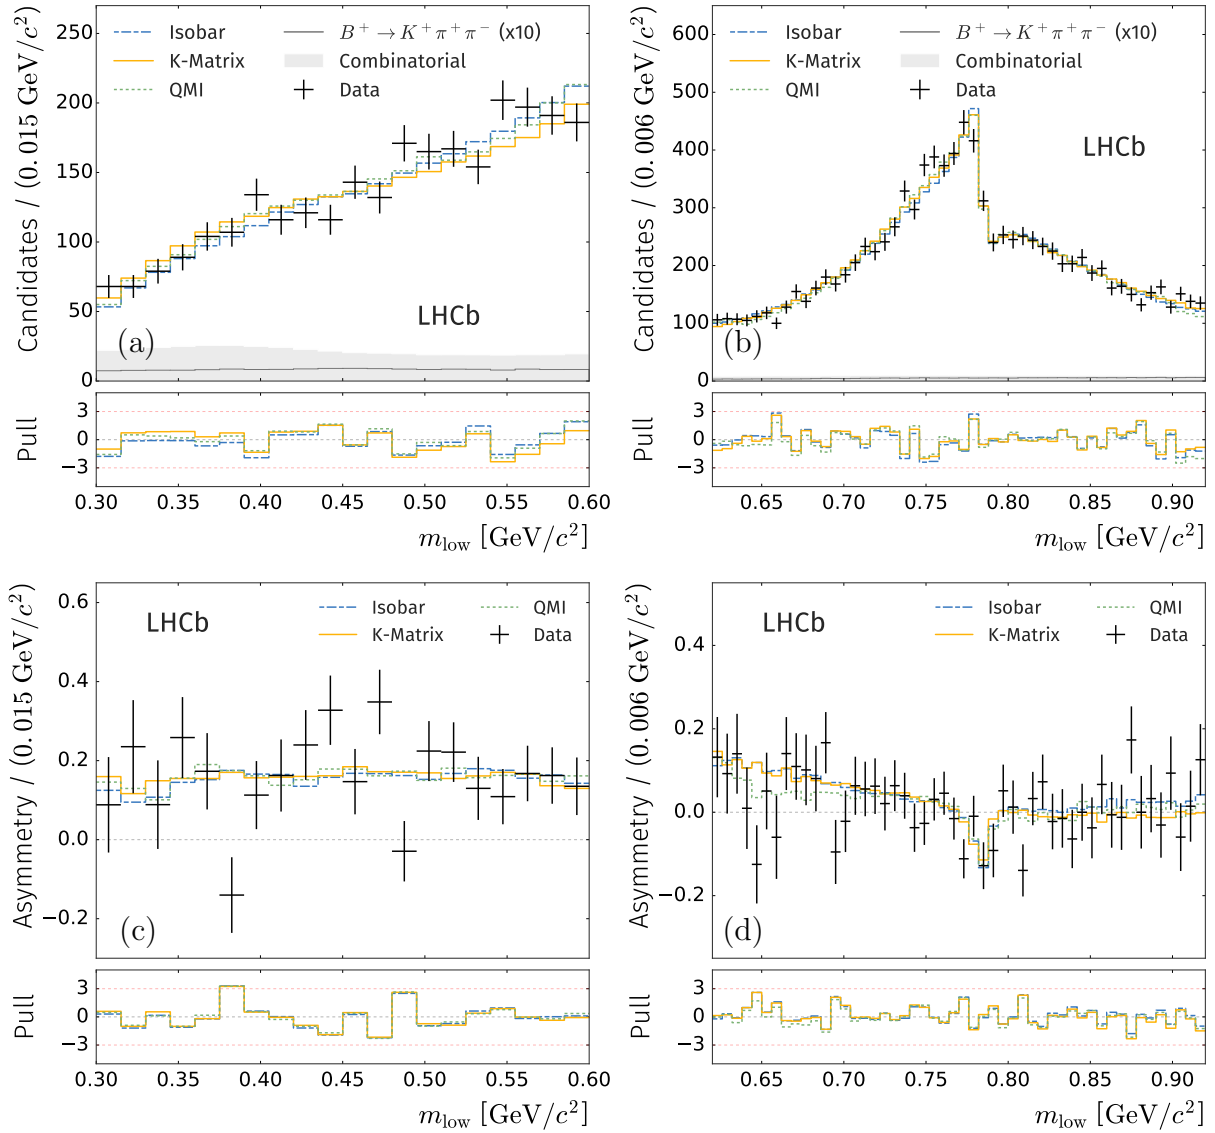 Candidates / (0.015 GeV/c²)
250
200
150
100
50
0
Isobar
K-Matrix
QMI
B⁺ → K⁺ π⁺ π⁻ (x10)
Combinatorial
Data
LHCb
(a)
Pull
3
0
−3
0.30 0.35 0.40 0.45 0.50 0.55 0.60
m_low [GeV/c²]
Candidates / (0.006 GeV/c²)
600
500
400
300
200
100
0
Isobar
K-Matrix
QMI
B⁺ → K⁺ π⁺ π⁻ (x10)
Combinatorial
Data
LHCb
(b)
Pull
3
0
−3
0.65 0.70 0.75 0.80 0.85 0.90
m_low [GeV/c²]
Asymmetry / (0.015 GeV/c²)
0.6
0.4
0.2
0.0
−0.2
LHCb
Isobar
K-Matrix
QMI
Data
(c)
Pull
3
0
−3
0.30 0.35 0.40 0.45 0.50 0.55 0.60
m_low [GeV/c²]
Asymmetry / (0.006 GeV/c²)
0.4
0.2
0.0
−0.2
LHCb
Isobar
K-Matrix
QMI
Data
(d)
Pull
3
0
−3
0.65 0.70 0.75 0.80 0.85 0.90
m_low [GeV/c²]